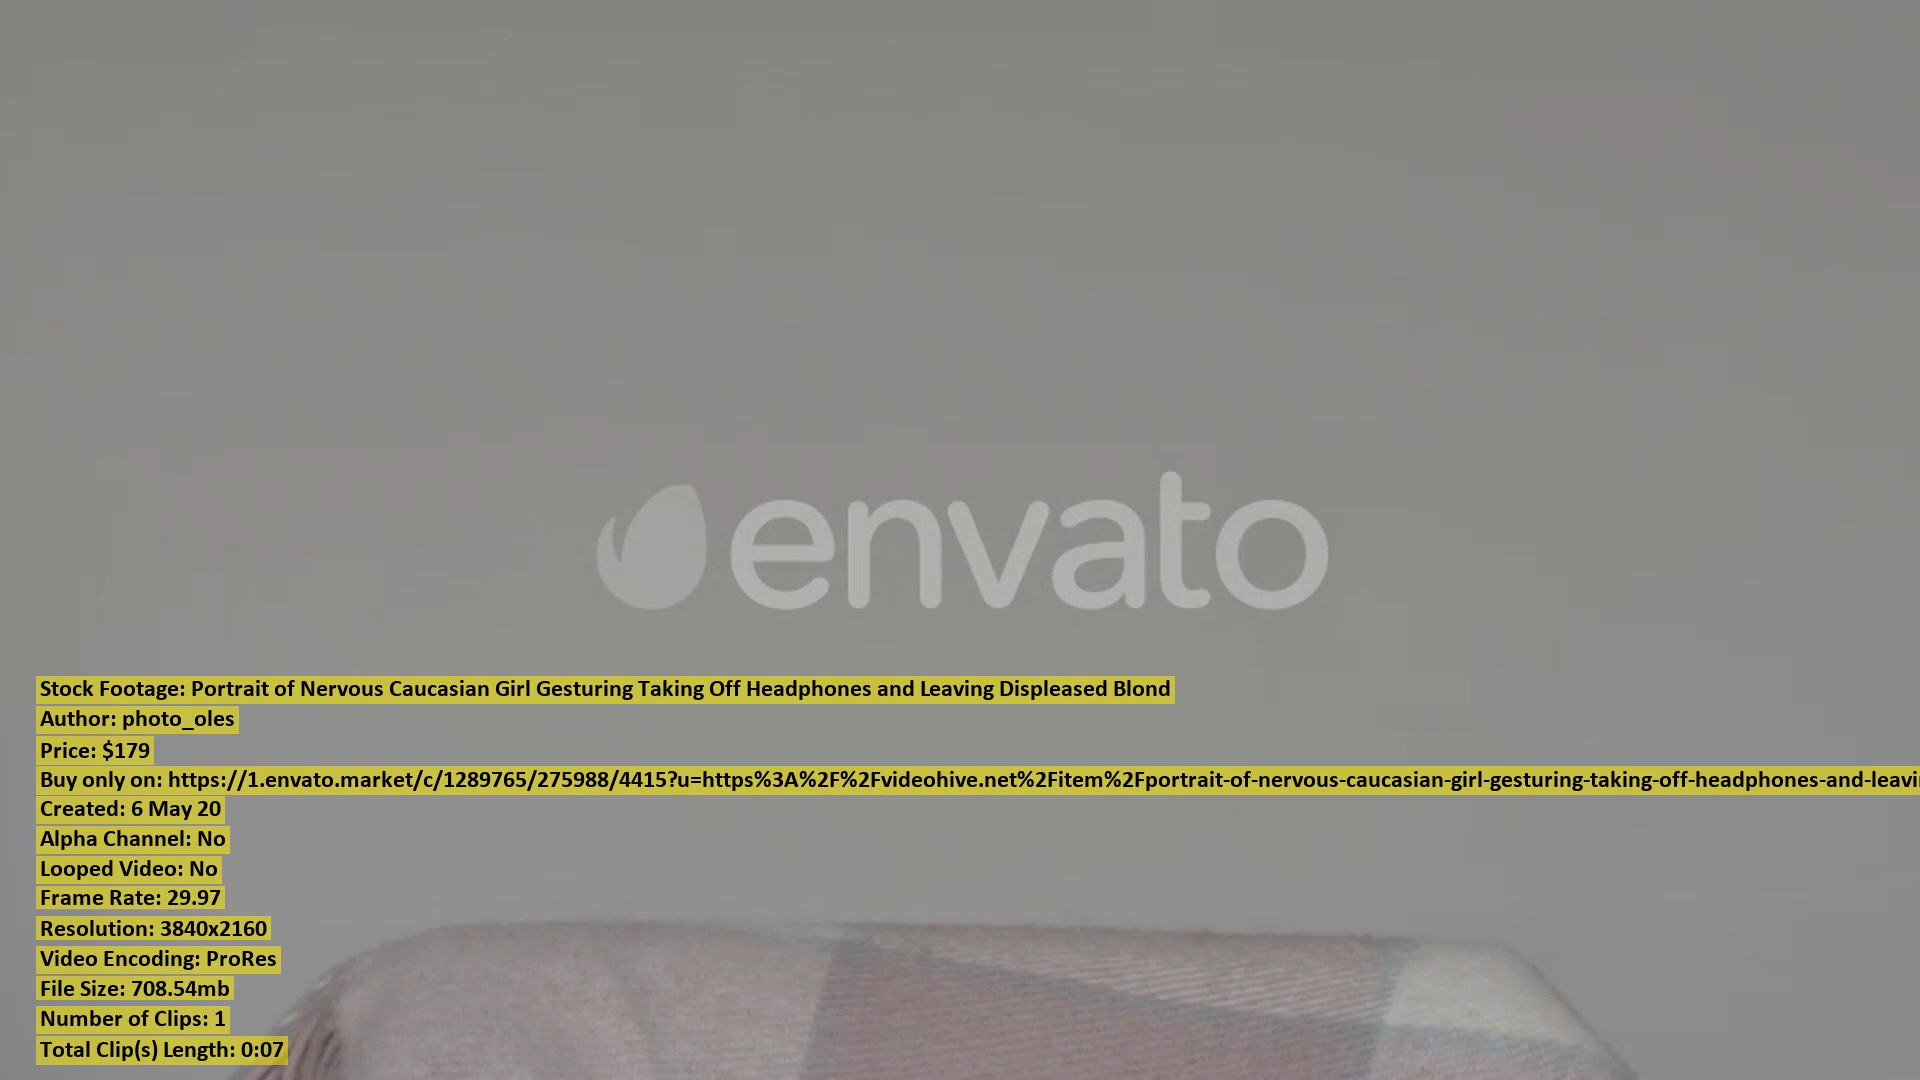 envato
Stock Footage: Portrait of Nervous Caucasian Girl Gesturing Taking Off Headphones and Leaving Displeased Blond
Author: photo_oles
Price: $179
Buy only on: https://1.envato.market/c/1289765/275988/4415?u=https%3A%2F%2Fvideohive.net%2Fitem%2Fportrait-of-nervous-caucasian-girl-gesturing-taking-off-headphones-and-leavi
Created: 6 May 20
Alpha Channel: No
Looped Video: No
Frame Rate: 29.97
Resolution: 3840x2160
Video Encoding: ProRes
File Size: 708.54mb
Number of Clips: 1
Total Clip(s) Length: 0:07